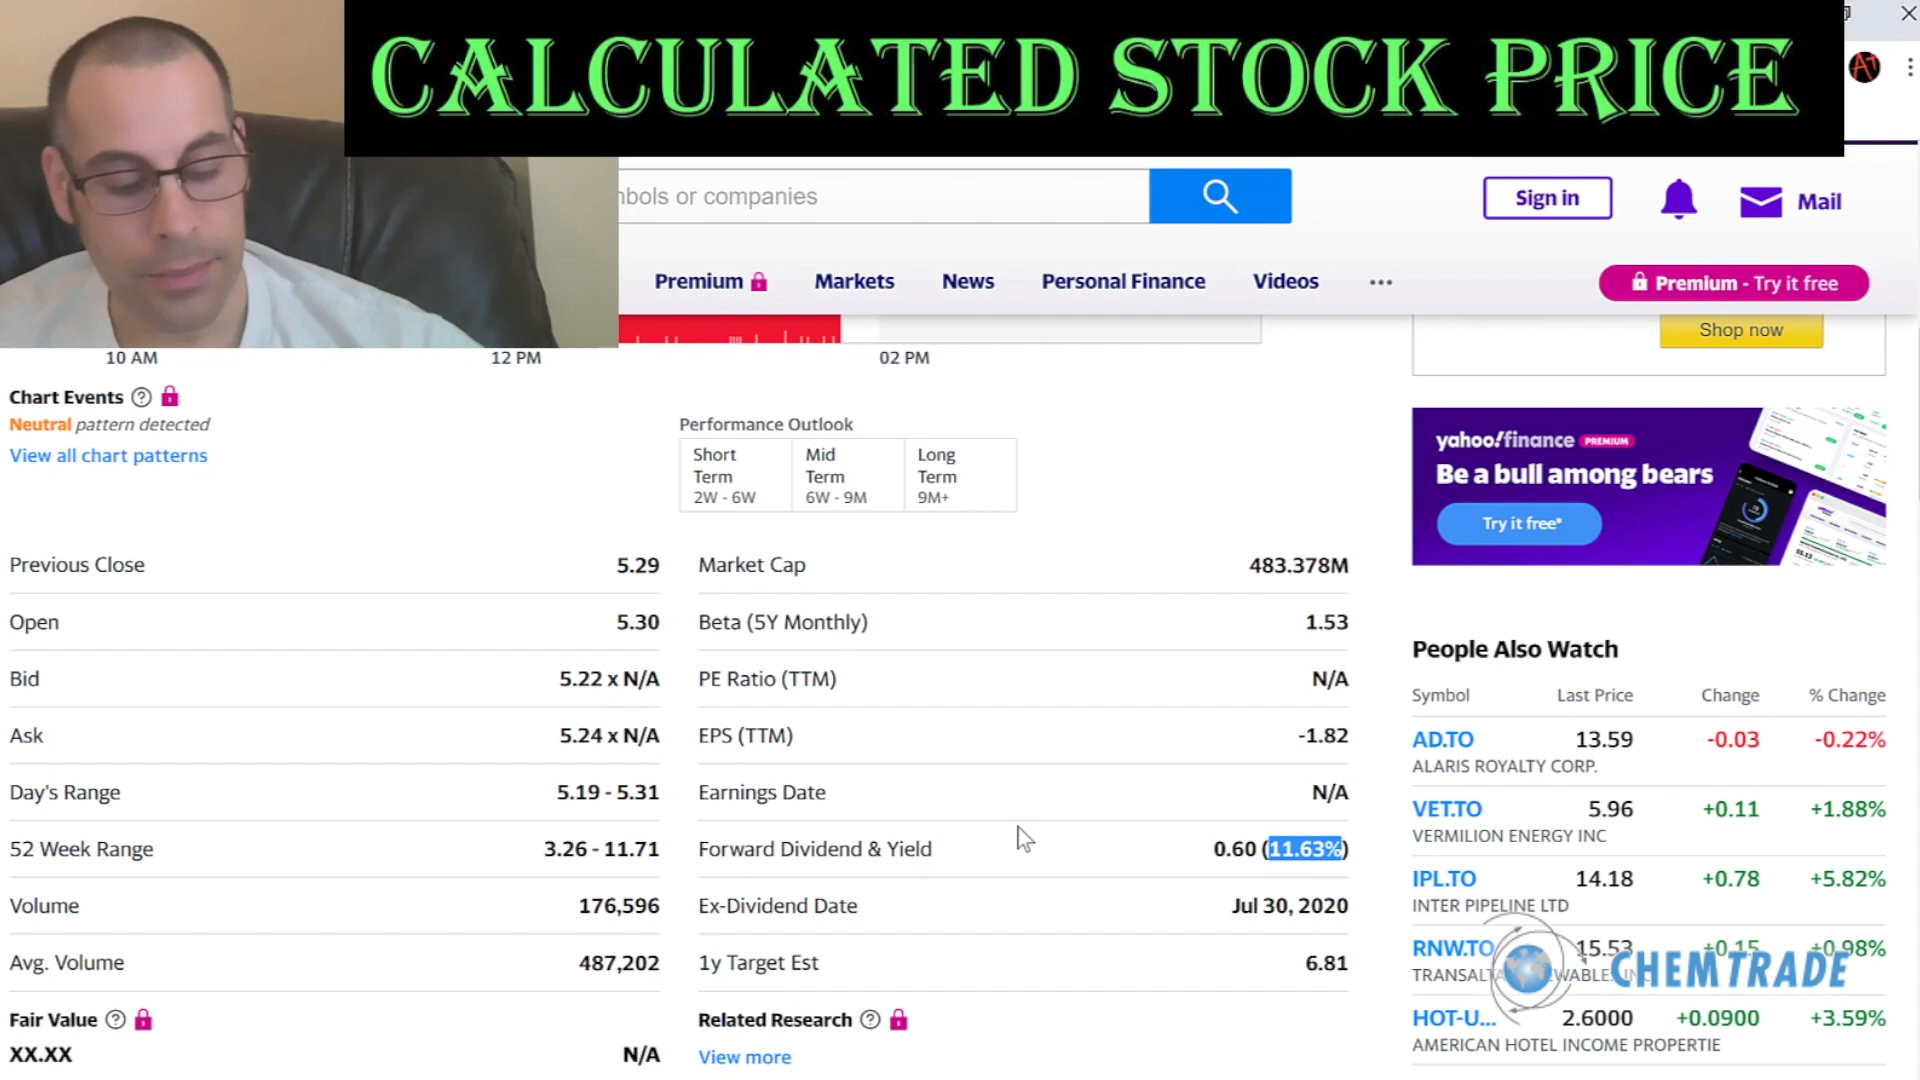 CALCULATED STOCK PRICE
mbols or companies
Sign in
Mail
Premium
Markets
News
Personal Finance
Videos
Premium - Try it free
Shop now
10 AM
12 PM
02 PM
Chart Events
Neutral pattern detected
View all chart patterns
Performance Outlook
Short Term 2W - 6W
Mid Term 6W - 9M
Long Term 9M+
yahoo!finance PREMIUM
Be a bull among bears
Try it free*
Previous Close 5.29
Open 5.30
Bid 5.22 x N/A
Ask 5.24 x N/A
Day's Range 5.19 - 5.31
52 Week Range 3.26 - 11.71
Volume 176,596
Avg. Volume 487,202
Fair Value
XX.XX N/A
Market Cap 483.378M
Beta (5Y Monthly) 1.53
PE Ratio (TTM) N/A
EPS (TTM) -1.82
Earnings Date N/A
Forward Dividend & Yield 0.60 (11.63%)
Ex-Dividend Date Jul 30, 2020
1y Target Est 6.81
Related Research
View more
People Also Watch
Symbol Last Price Change % Change
AD.TO 13.59 -0.03 -0.22%
ALARIS ROYALTY CORP.
VET.TO 5.96 +0.11 +1.88%
VERMILION ENERGY INC
IPL.TO 14.18 +0.78 +5.82%
INTER PIPELINE LTD
RNW.TO 15.53 +0.15 +0.98%
CHEMTRADE
HOT-U... 2.6000 +0.0900 +3.59%
AMERICAN HOTEL INCOME PROPERTIE